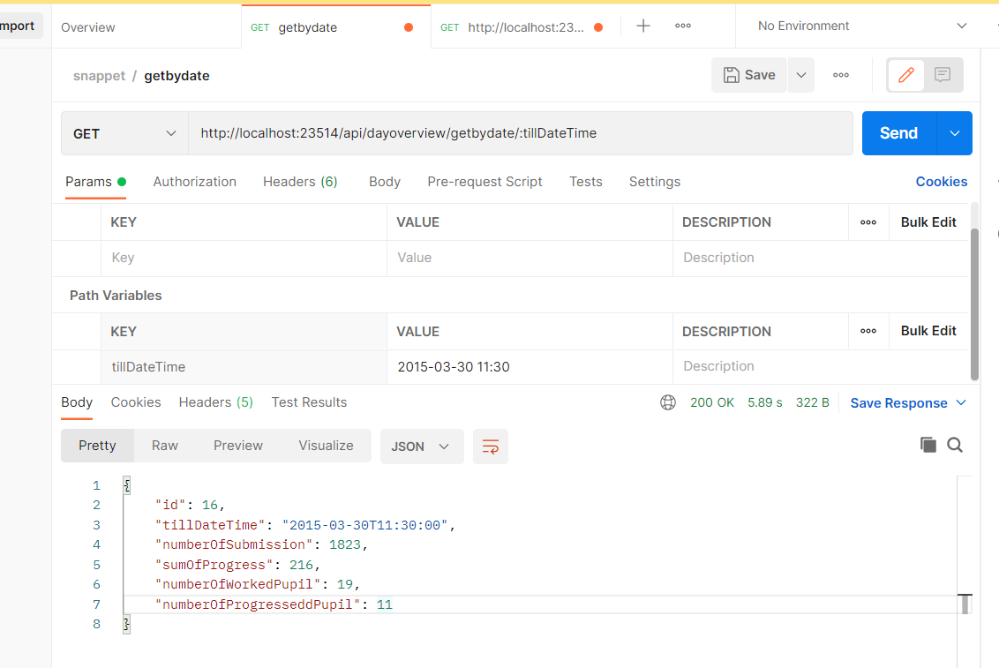 mport
Overview
GET getbydate
GET http://localhost:23...
No Environment
snappet / getbydate
Save
GET
http://localhost:23514/api/dayoverview/getbydate/:tillDateTime
Send
Params
Authorization
Headers (6)
Body
Pre-request Script
Tests
Settings
Cookies
KEY VALUE DESCRIPTION Bulk Edit
Key Value Description
Path Variables
KEY VALUE DESCRIPTION Bulk Edit
tillDateTime 2015-03-30 11:30 Description
Body Cookies Headers (5) Test Results 200 OK 5.89 s 322 B Save Response
Pretty Raw Preview Visualize JSON
1 {
2 "id": 16,
3 "tillDateTime": "2015-03-30T11:30:00",
4 "numberOfSubmission": 1823,
5 "sumOfProgress": 216,
6 "numberOfWorkedPupil": 19,
7 "numberOfProgresseddPupil": 11
8 }